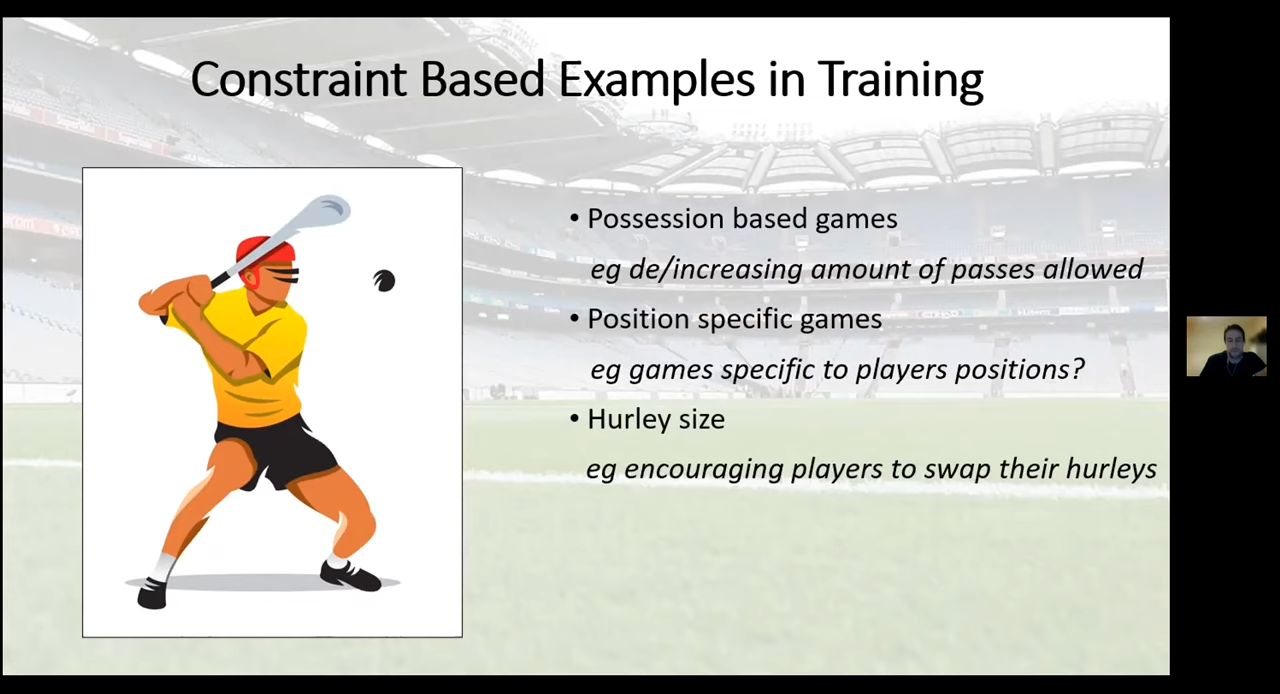 Constraint Based Examples in Training
• Possession based games
eg de/increasing amount of passes allowed
• Position specific games
eg games specific to players positions?
• Hurley size
eg encouraging players to swap their hurleys